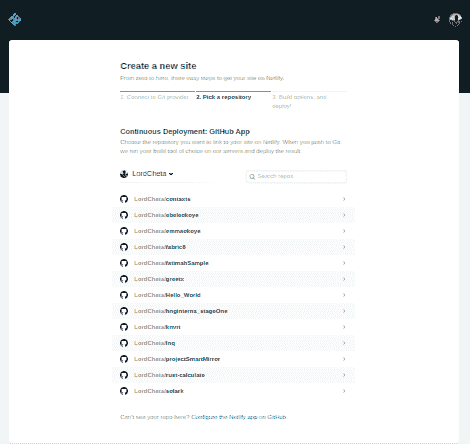 Create a new site
From zero to hero, three easy steps to get your site on Netlify.
1. Connect to Git provider 2. Pick a repository 3. Build options, and
deploy!
Continuous Deployment: GitHub App
Choose the repository you want to link to your site on Netlify. When you push to Git
we run your build tool of choice on our servers and deploy the result.
LordCheta
Search repos
LordCheta/contaxts
LordCheta/ebeleokoye
LordCheta/emmaokoye
LordCheta/fabric8
LordCheta/fatimahSample
LordCheta/greetx
LordCheta/Hello_World
LordCheta/hnginterns_stageOne
LordCheta/
LordCheta/lnq
LordCheta/projectSmartMirror
LordCheta/rust-calculate
LordCheta/solark
Can't see your repo here? Configure the Netlify app on GitHub.